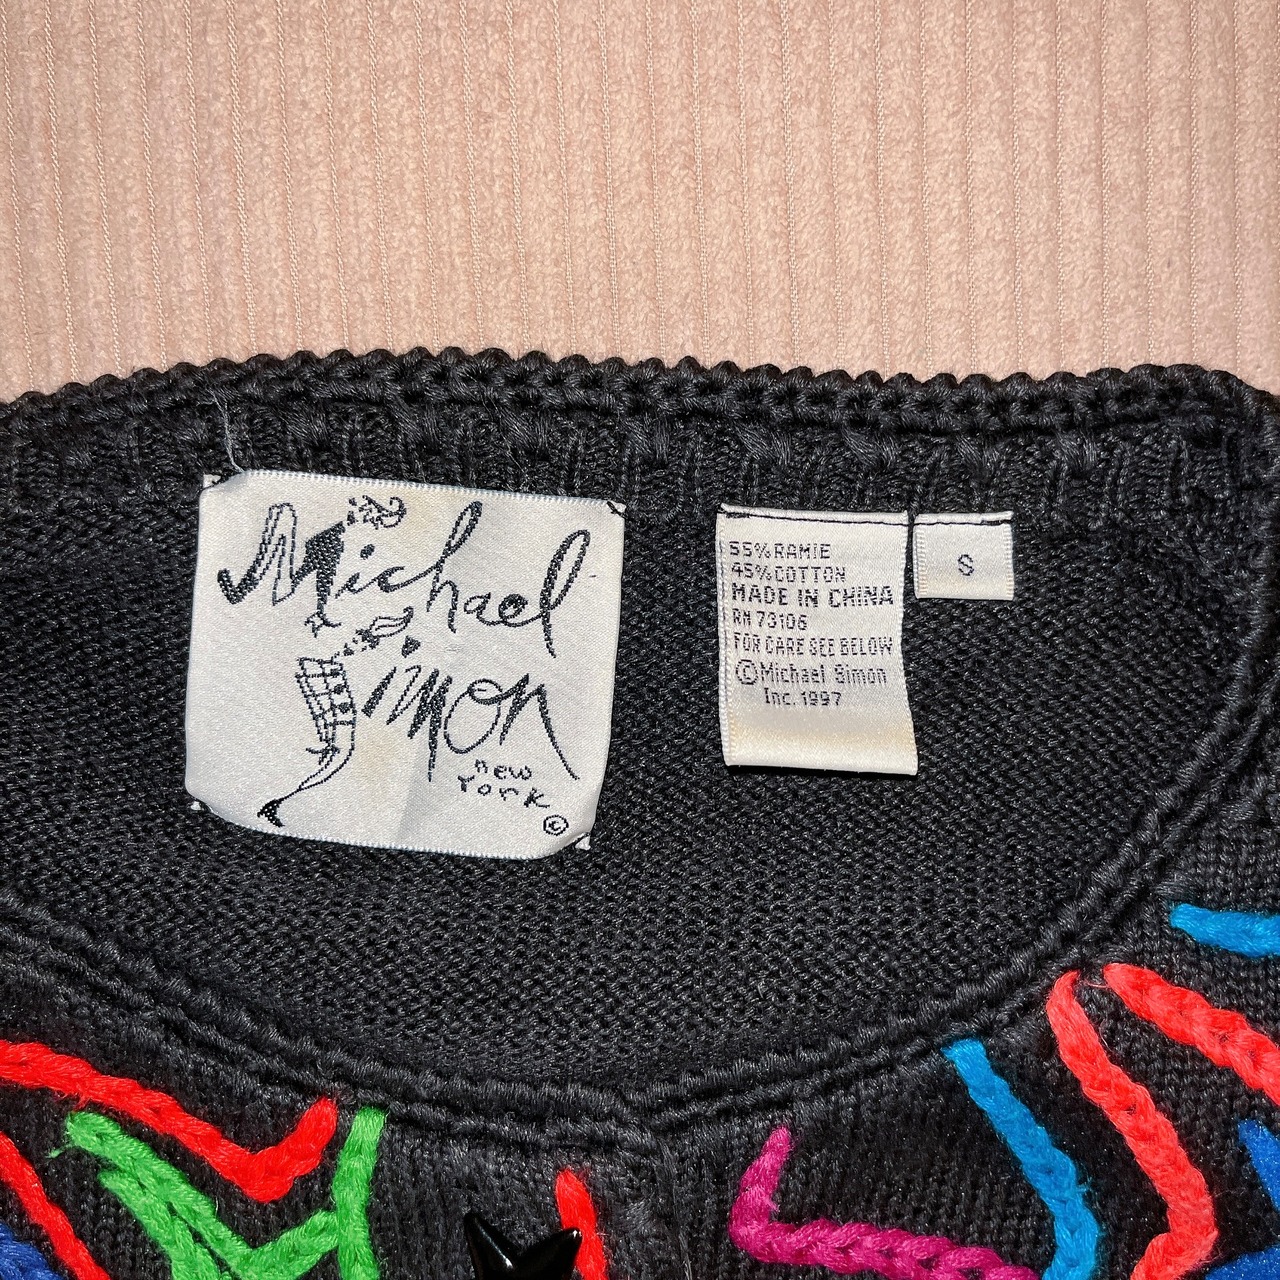 Michael
Simon
new
York
©
55% RAMIE
45% COTTON
MADE IN CHINA
RN 73106
FOR CARE SEE BELOW
©Michael Simon
Inc. 1997
S